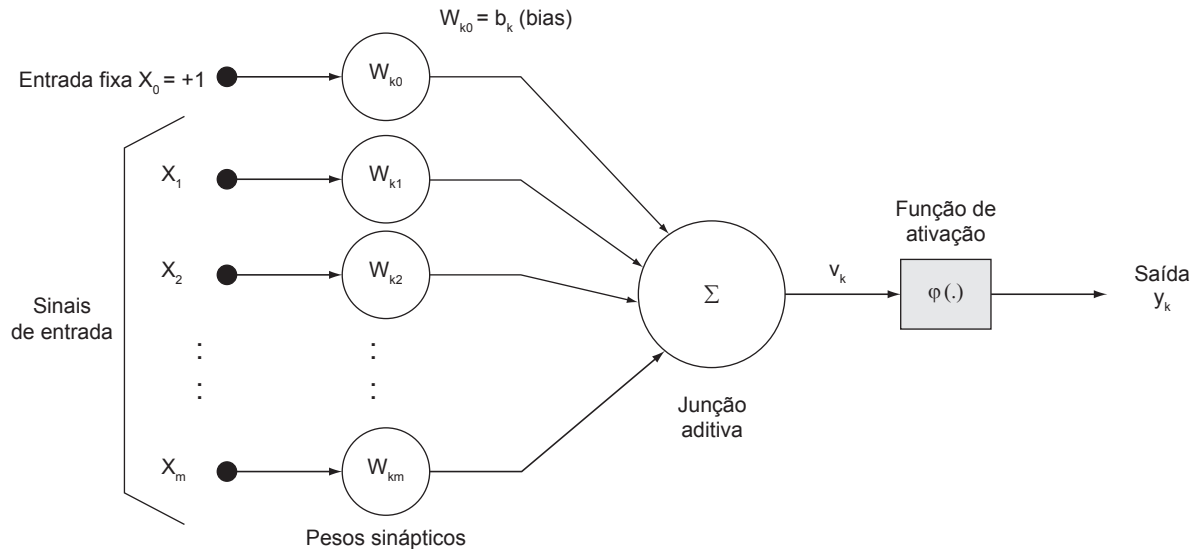 W_k0 = b_k (bias)
Entrada fixa X_0 = +1
W_k0
X_1
W_k1
X_2
W_k2
Sinais
de entrada
: :
: :
X_m
W_km
Pesos sinápticos
Σ
Junção
aditiva
v_k
Função de
ativação
φ(.)
Saída
y_k